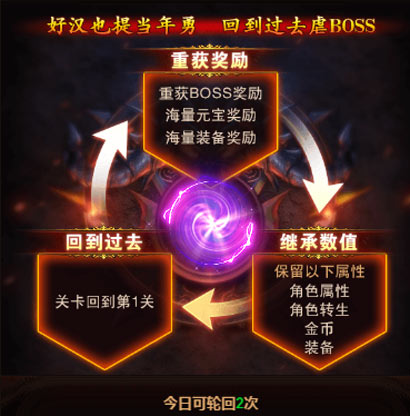 好汉也提当年勇 回到过去虐BOSS
重获奖励
重获BOSS奖励
海量元宝奖励
海量装备奖励
回到过去
关卡回到第1关
继承数值
保留以下属性
角色属性
角色转生
金币
装备
今日可轮回2次